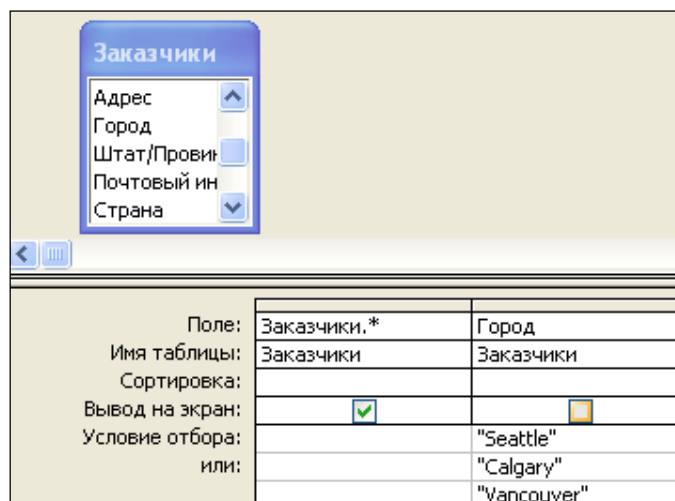 Заказчики
Адрес
Город
Штат/Провин
Почтовый ин
Страна
Поле: Заказчики.* Город
Имя таблицы: Заказчики Заказчики
Сортировка:
Вывод на экран:
Условие отбора: "Seattle"
или: "Calgary"
"Vancouver"